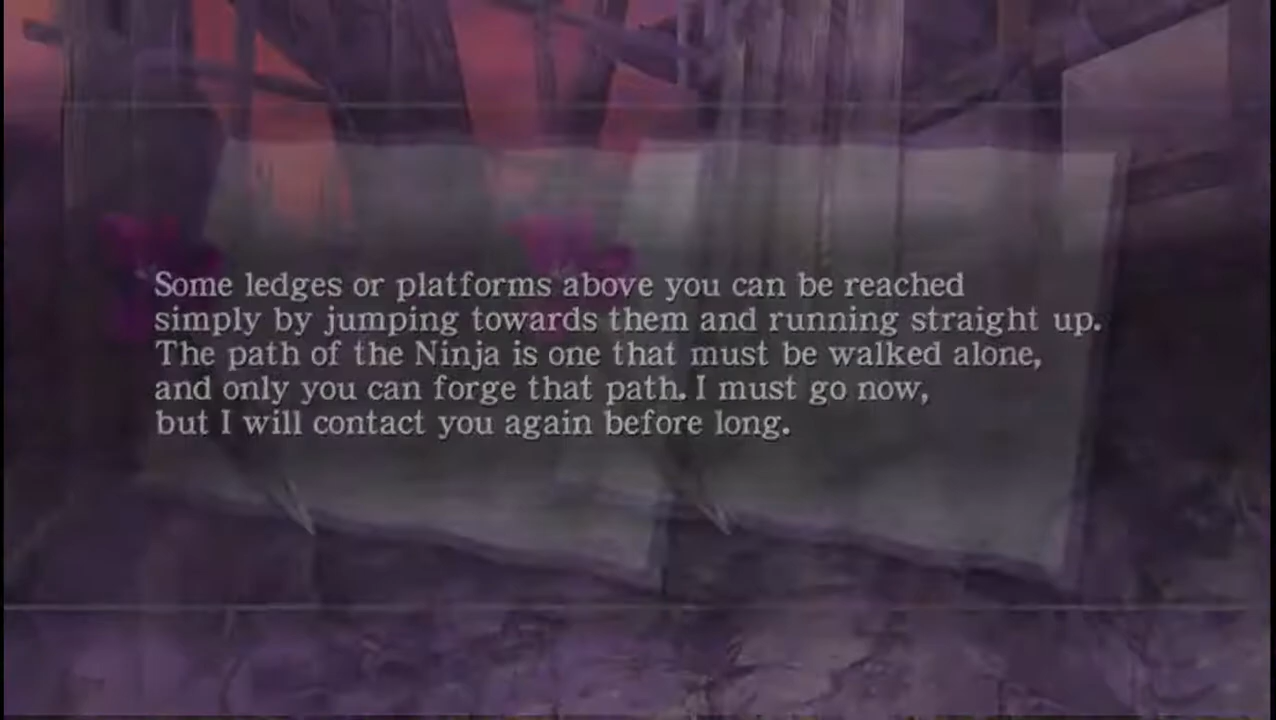 Some ledges or platforms above you can be reached
simply by jumping towards them and running straight up.
The path of the Ninja is one that must be walked alone,
and only you can forge that path. I must go now,
but I will contact you again before long.